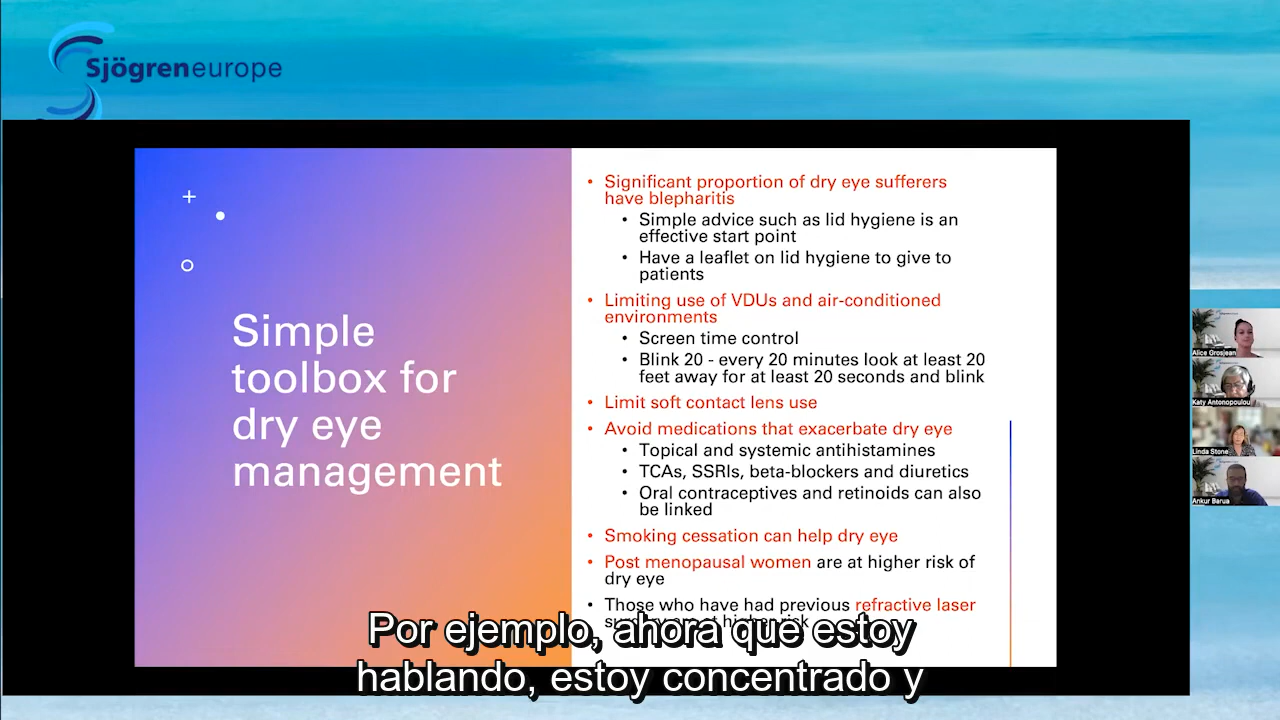 Sjögreneurope
Simple
toolbox for
dry eye
management
• Significant proportion of dry eye sufferers
have blepharitis
• Simple advice such as lid hygiene is an
effective start point
• Have a leaflet on lid hygiene to give to
patients
• Limiting use of VDUs and air-conditioned
environments
• Screen time control
• Blink 20 - every 20 minutes look at least 20
feet away for at least 20 seconds and blink
• Limit soft contact lens use
• Avoid medications that exacerbate dry eye
• Topical and systemic antihistamines
• TCAs, SSRIs, beta-blockers and diuretics
• Oral contraceptives and retinoids can also
be linked
• Smoking cessation can help dry eye
• Post menopausal women are at higher risk of
dry eye
• Those who have had previous refractive laser
surgery are at higher risk
Por ejemplo, ahora que estoy
hablando, estoy concentrado y
Alice Grosjean
Katy Antonopoulou
Linda Stone
Ankur Barua